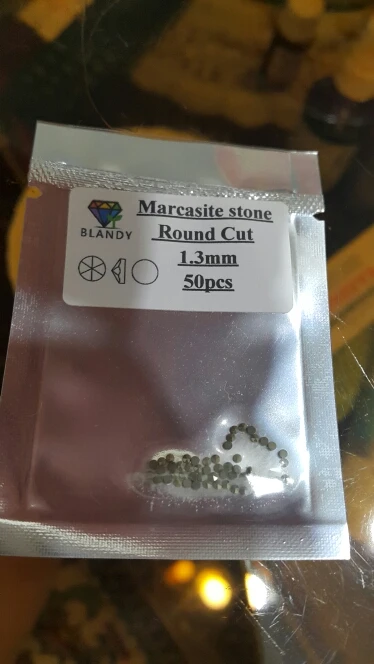 Marcasite stone
BLANDY
Round Cut
1.3mm
50pcs